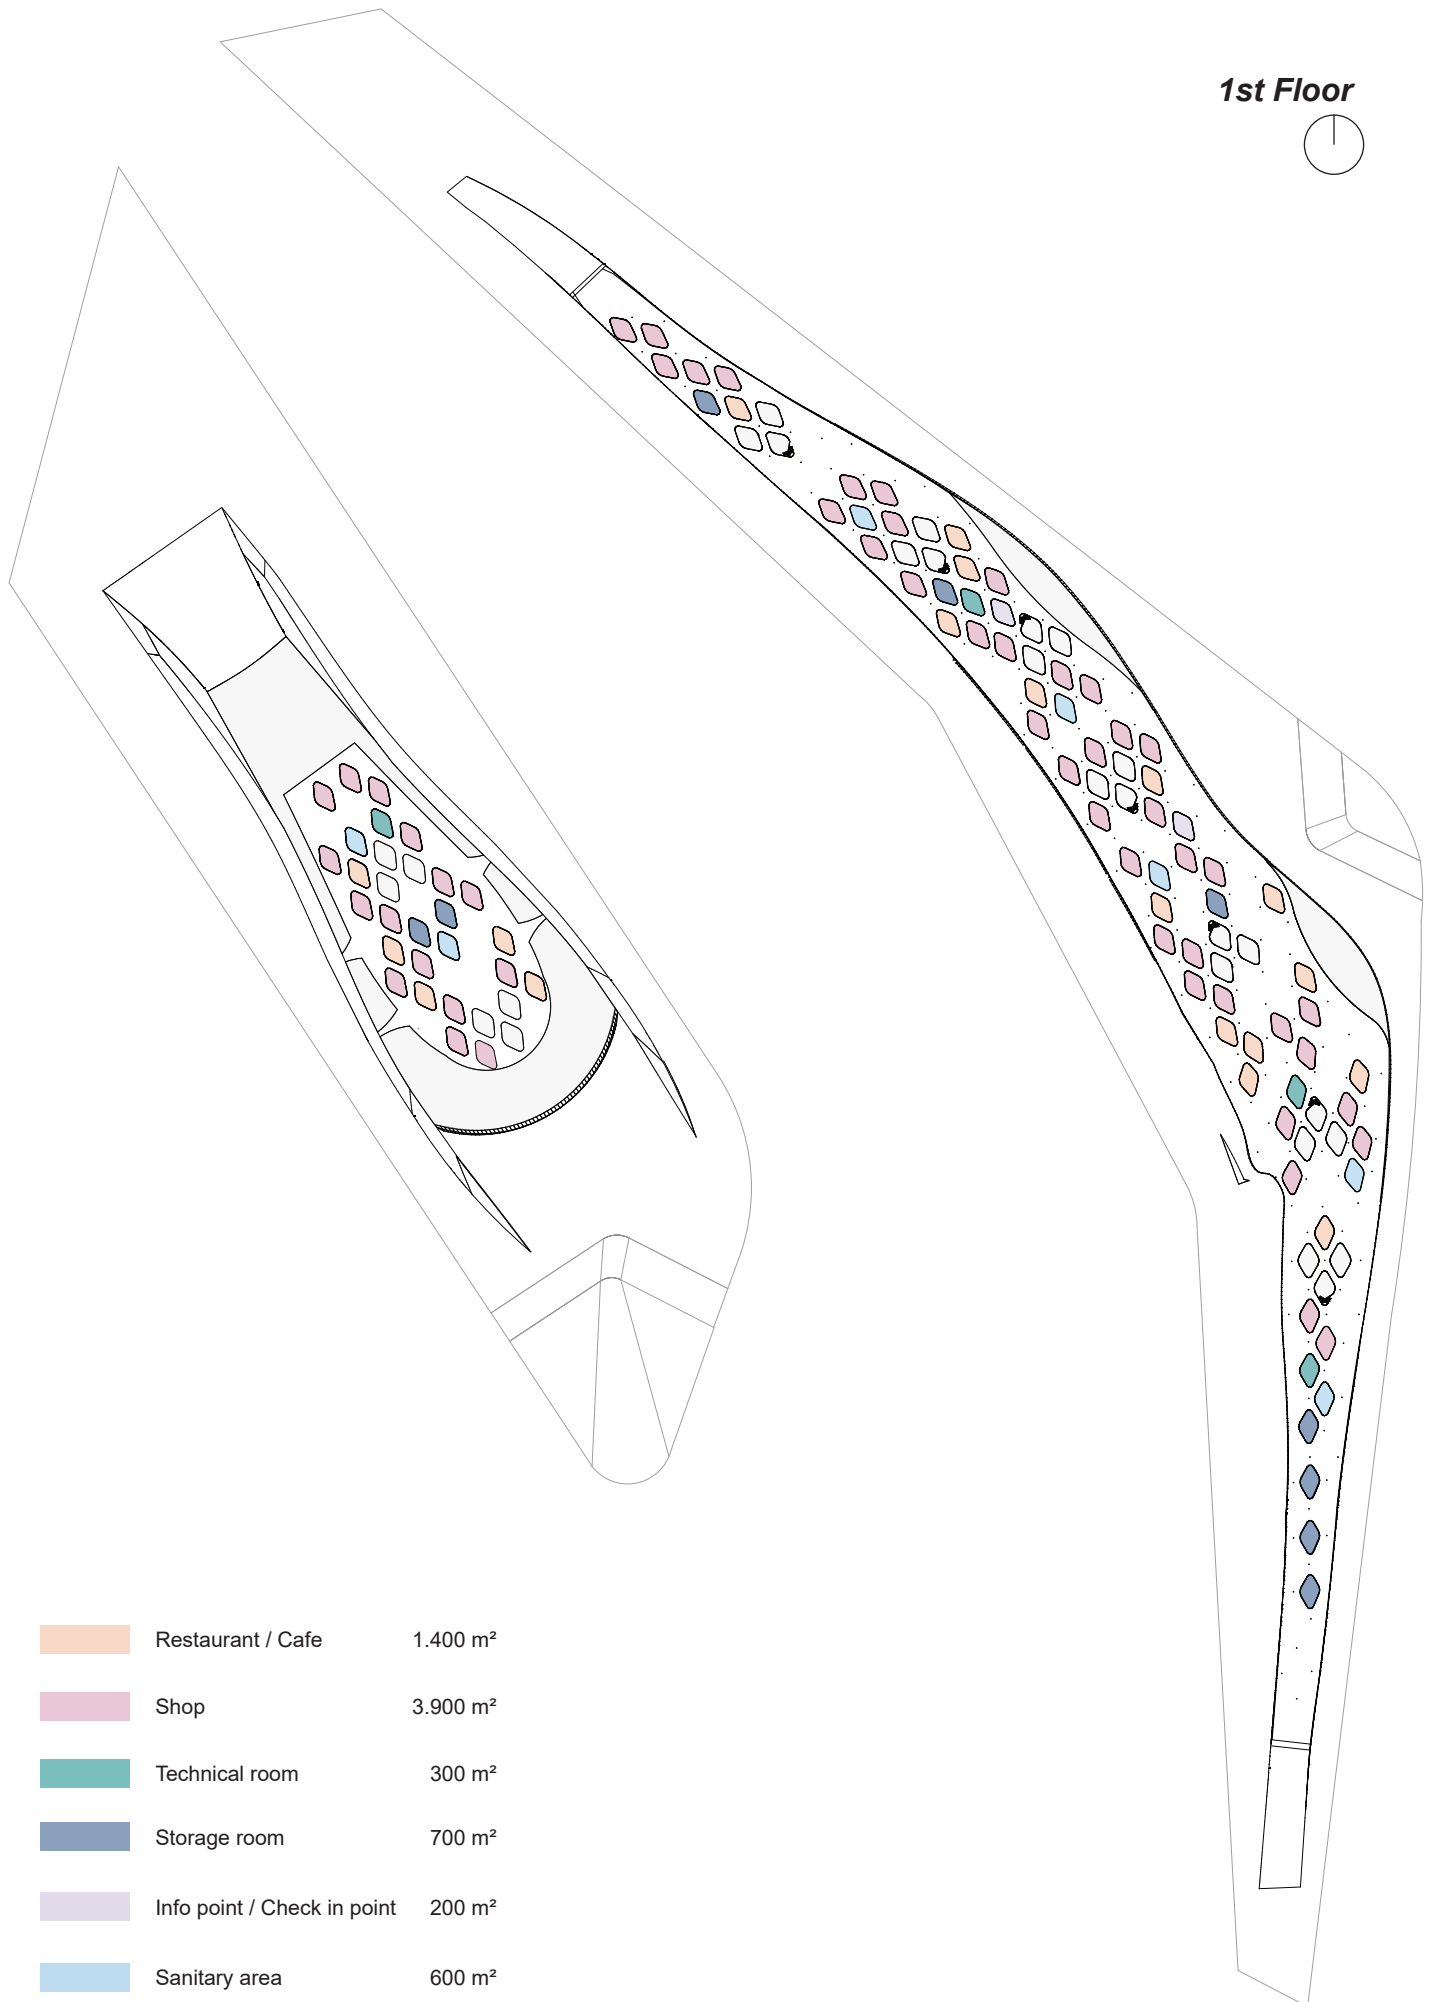 1st Floor
Restaurant / Cafe 1.400 m²
Shop 3.900 m²
Technical room 300 m²
Storage room 700 m²
Info point / Check in point 200 m²
Sanitary area 600 m²